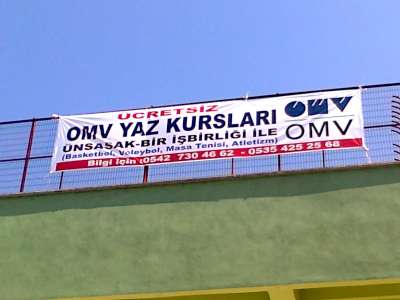 ÜCRETSİZ
OMV YAZ KURSLARI
ÜNSAŞAK-BİR İŞBİRLİĞİ İLE
(Basketbol, Voleybol, Masa Tenisi, Atletizm)
Bilgi İçin: 0542 730 46 62 - 0535 425 25 68
OMV
OMV